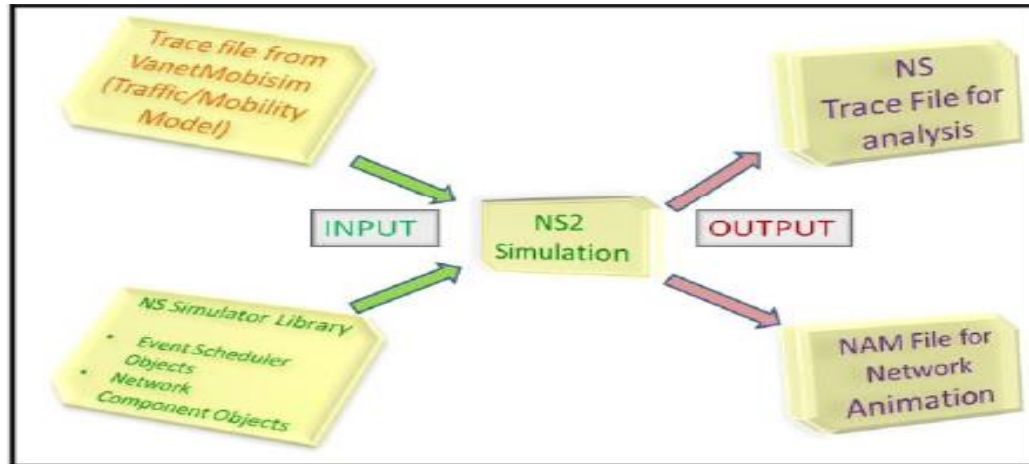 Trace file from
VanetMobisim
(Traffic/Mobility
Model)
NS
Trace File for
analysis
INPUT
NS2
Simulation
OUTPUT
NS Simulator Library
• Event Scheduler
Objects
• Network
Component Objects
NAM File for
Network
Animation